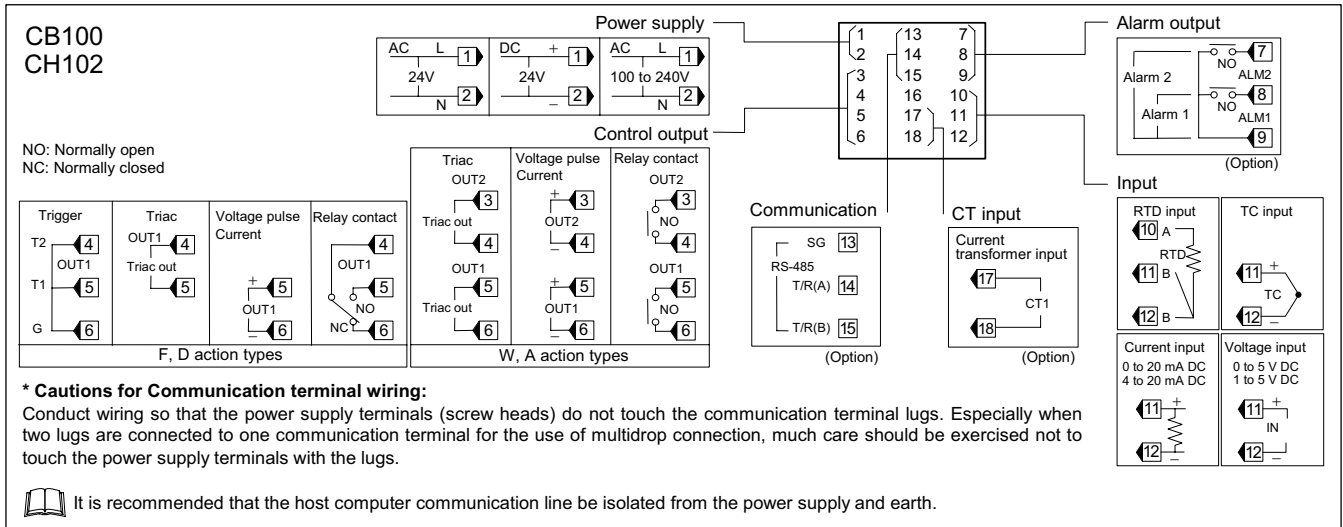 CB100
CH102
NO: Normally open
NC: Normally closed
Power supply
AC L 1
24V
N 2
DC + 1
24V
− 2
AC L 1
100 to 240V
N 2
Control output
1 13 7
2 14 8
3 15 9
4 16 10
5 17 11
6 18 12
Alarm output
Alarm 2
Alarm 1
NO 7
ALM2
NO 8
ALM1
9
(Option)
Trigger
T2 4
OUT1
T1 5
G 6
Triac
OUT1 4
Triac out
5
Voltage pulse
Current
+ 5
OUT1
− 6
Relay contact
4
OUT1
5
NO
NC 6
F, D action types
Triac
OUT2
3
Triac out
4
OUT1
5
Triac out
6
Voltage pulse
Current
+ 3
OUT2
− 4
+ 5
OUT1
− 6
Relay contact
OUT2
3
NO
4
OUT1
5
NO
6
W, A action types
Communication
SG 13
RS-485
T/R(A) 14
T/R(B) 15
(Option)
CT input
Current
transformer input
17
CT1
18
(Option)
Input
RTD input
10 A
RTD
11 B
12 B
TC input
11 +
TC
12 −
Current input
0 to 20 mA DC
4 to 20 mA DC
11 +
12 −
Voltage input
0 to 5 V DC
1 to 5 V DC
11 +
IN
12 −
* Cautions for Communication terminal wiring:
Conduct wiring so that the power supply terminals (screw heads) do not touch the communication terminal lugs. Especially when
two lugs are connected to one communication terminal for the use of multidrop connection, much care should be exercised not to
touch the power supply terminals with the lugs.
It is recommended that the host computer communication line be isolated from the power supply and earth.